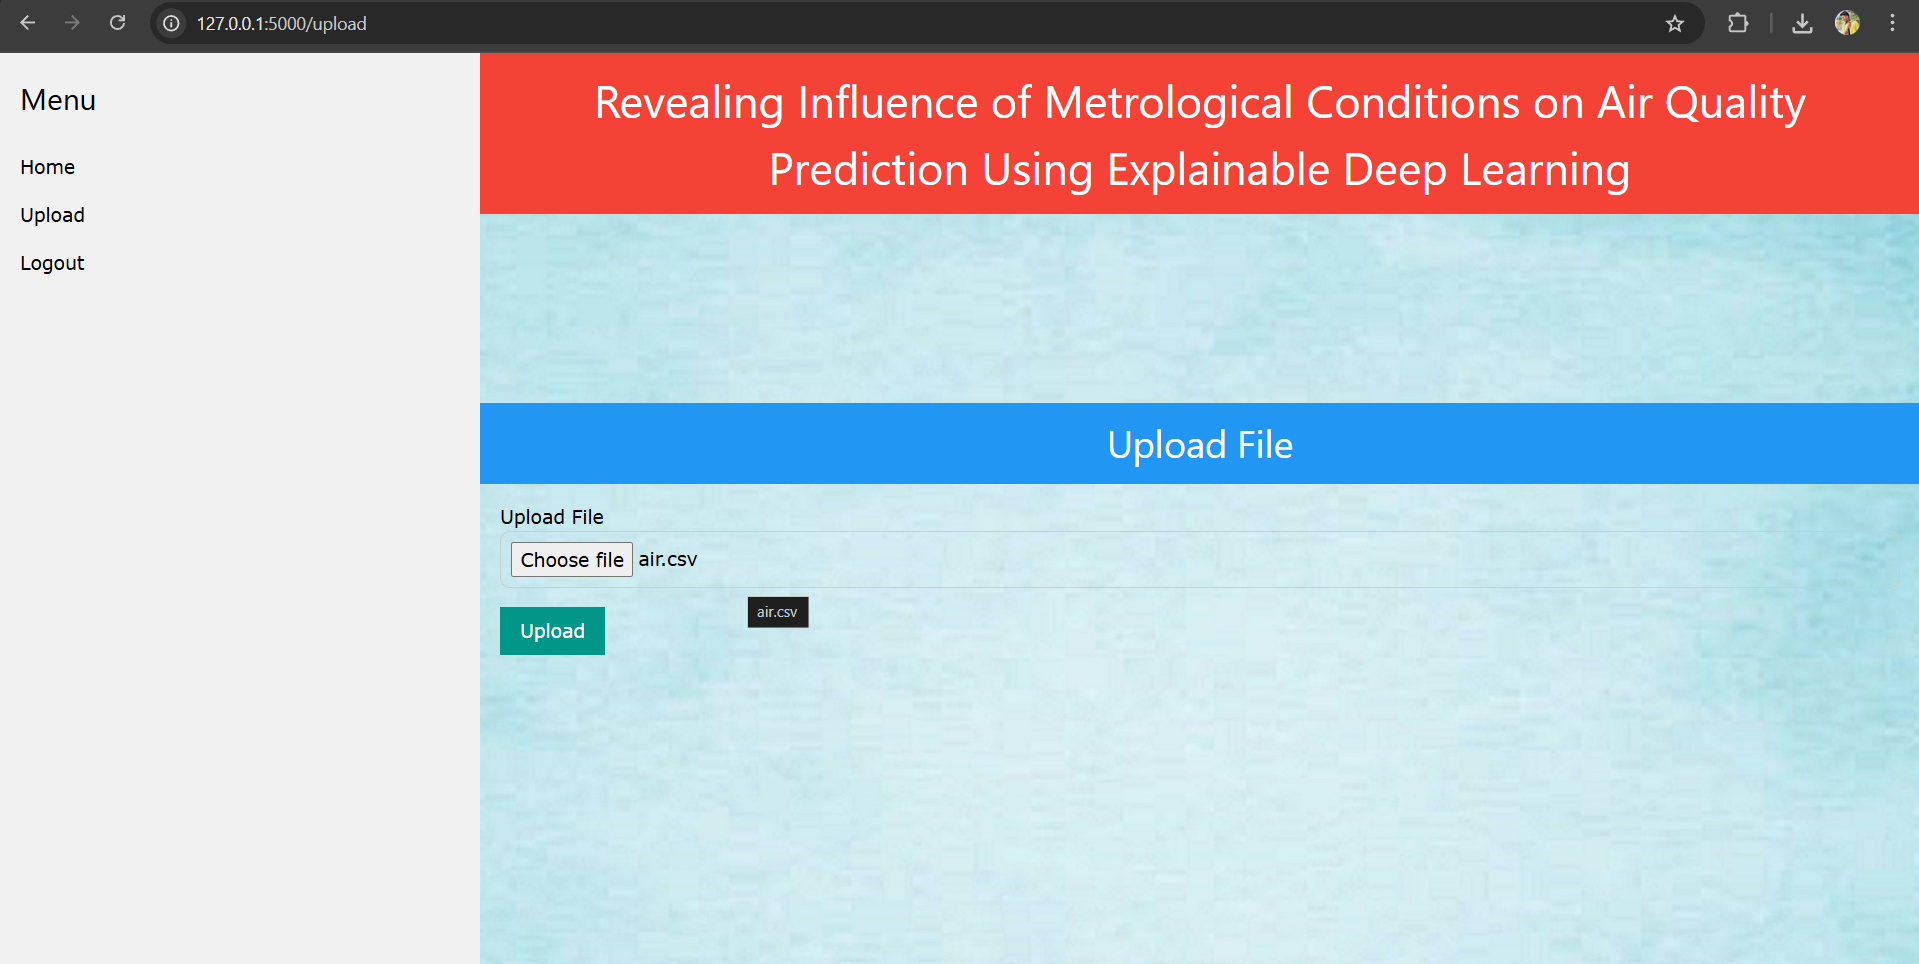 127.0.0.1:5000/upload
Menu
Home
Upload
Logout
Revealing Influence of Metrological Conditions on Air Quality
Prediction Using Explainable Deep Learning
Upload File
Upload File
Choose file air.csv
air.csv
Upload